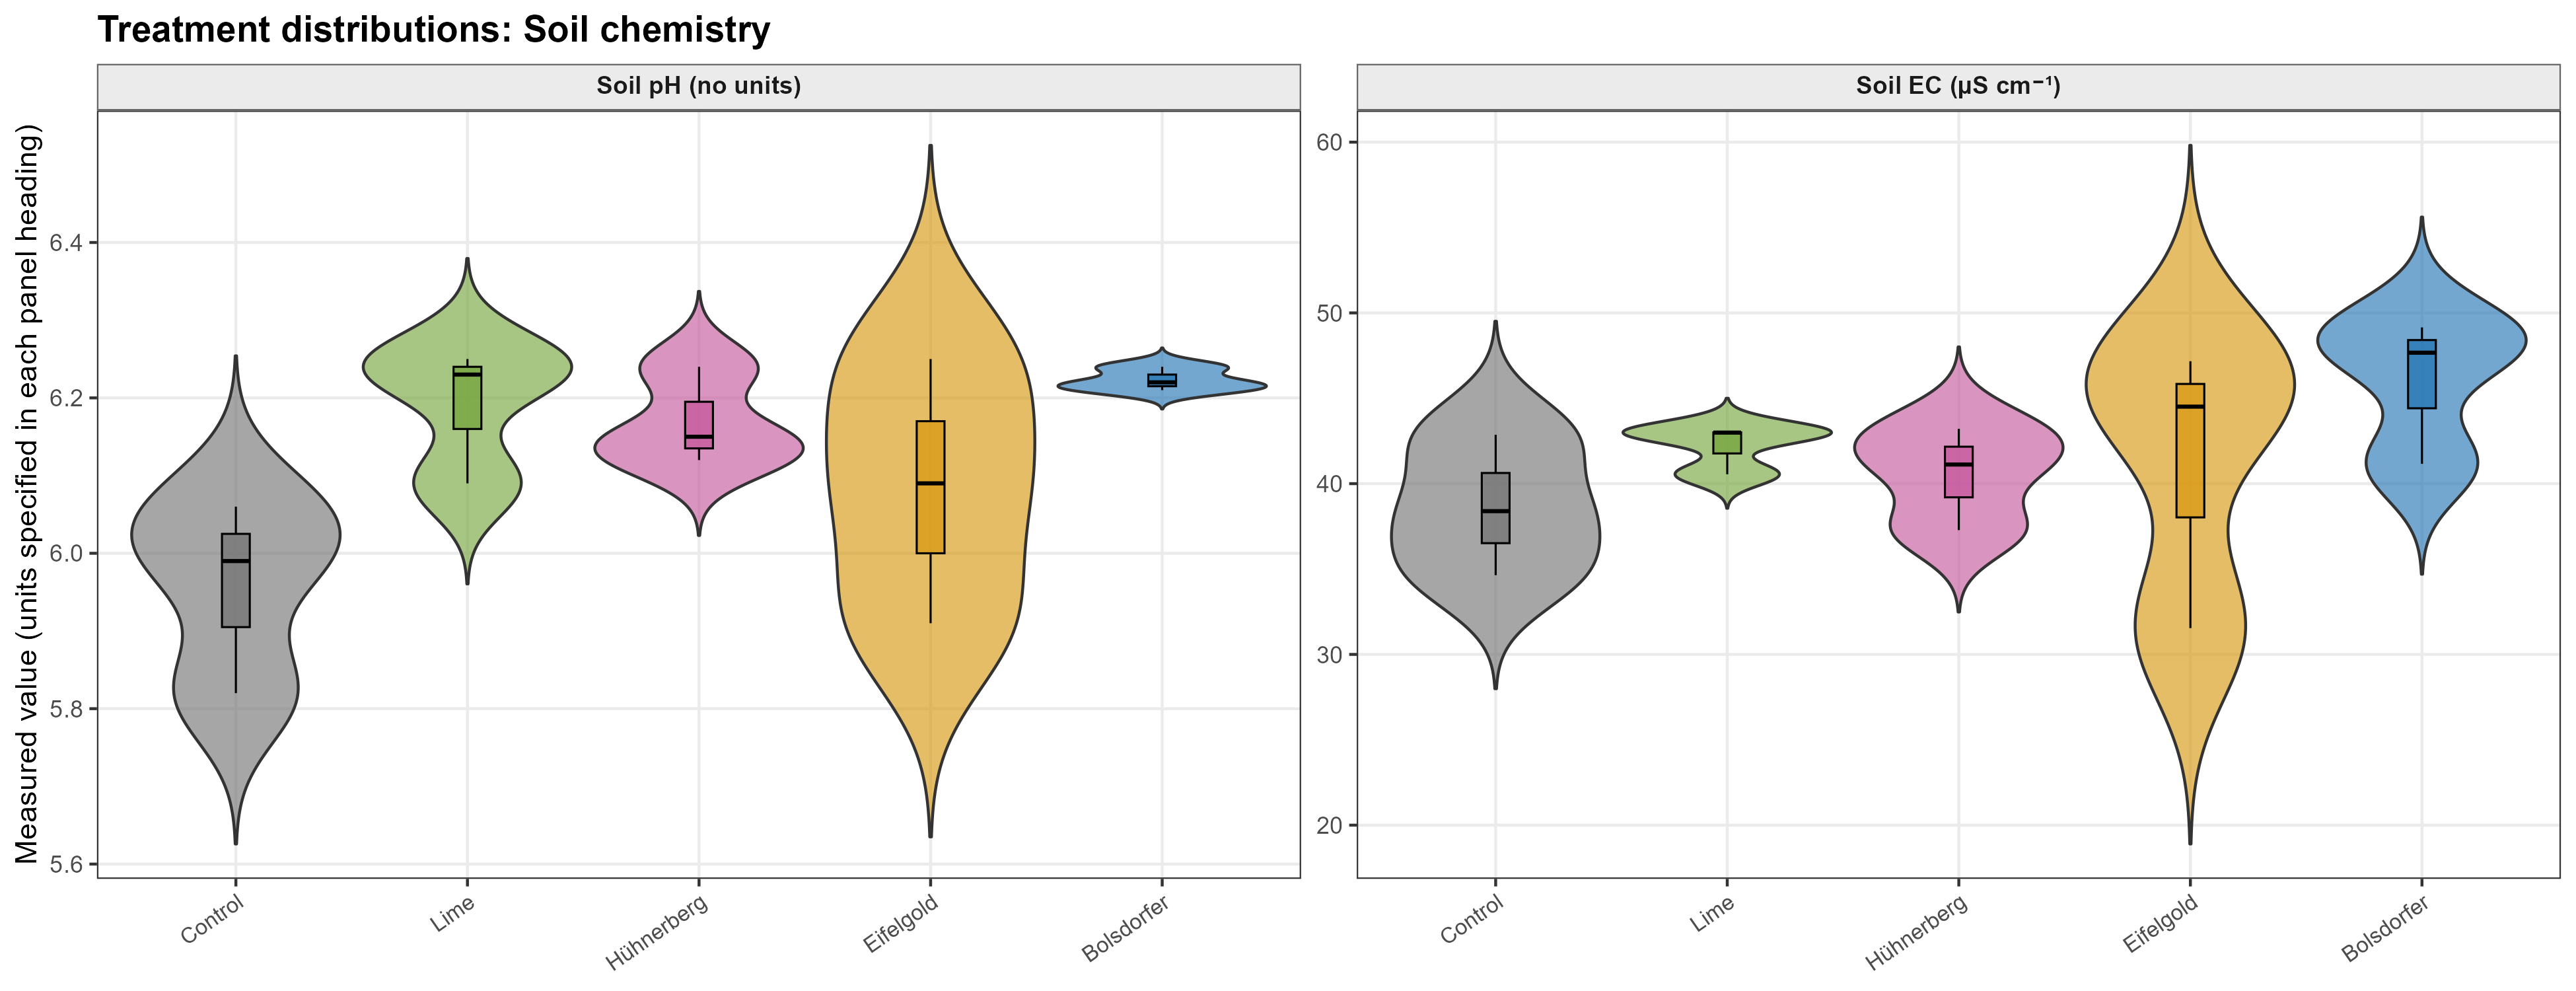 Treatment distributions: Soil chemistry
Soil pH (no units)
Soil EC (µS cm⁻¹)
Measured value (units specified in each panel heading)
6.4
6.2
6.0
5.8
5.6
Control
Lime
Hühnerberg
Eifelgold
Bolsdorfer
60
50
40
30
20
Control
Lime
Hühnerberg
Eifelgold
Bolsdorfer